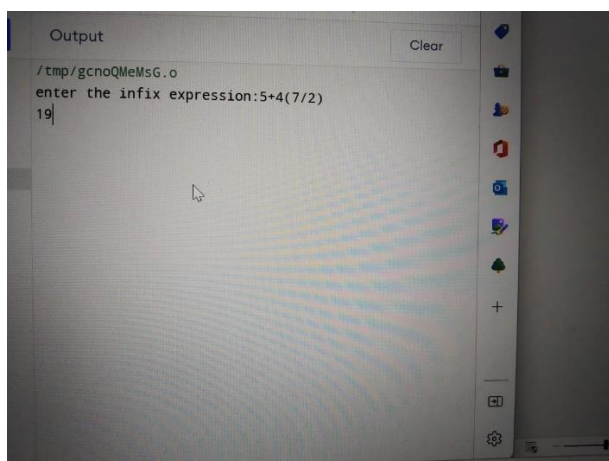 Output
Clear
/tmp/gcnoQMeMsG.o
enter the infix expression:5+4(7/2)
19